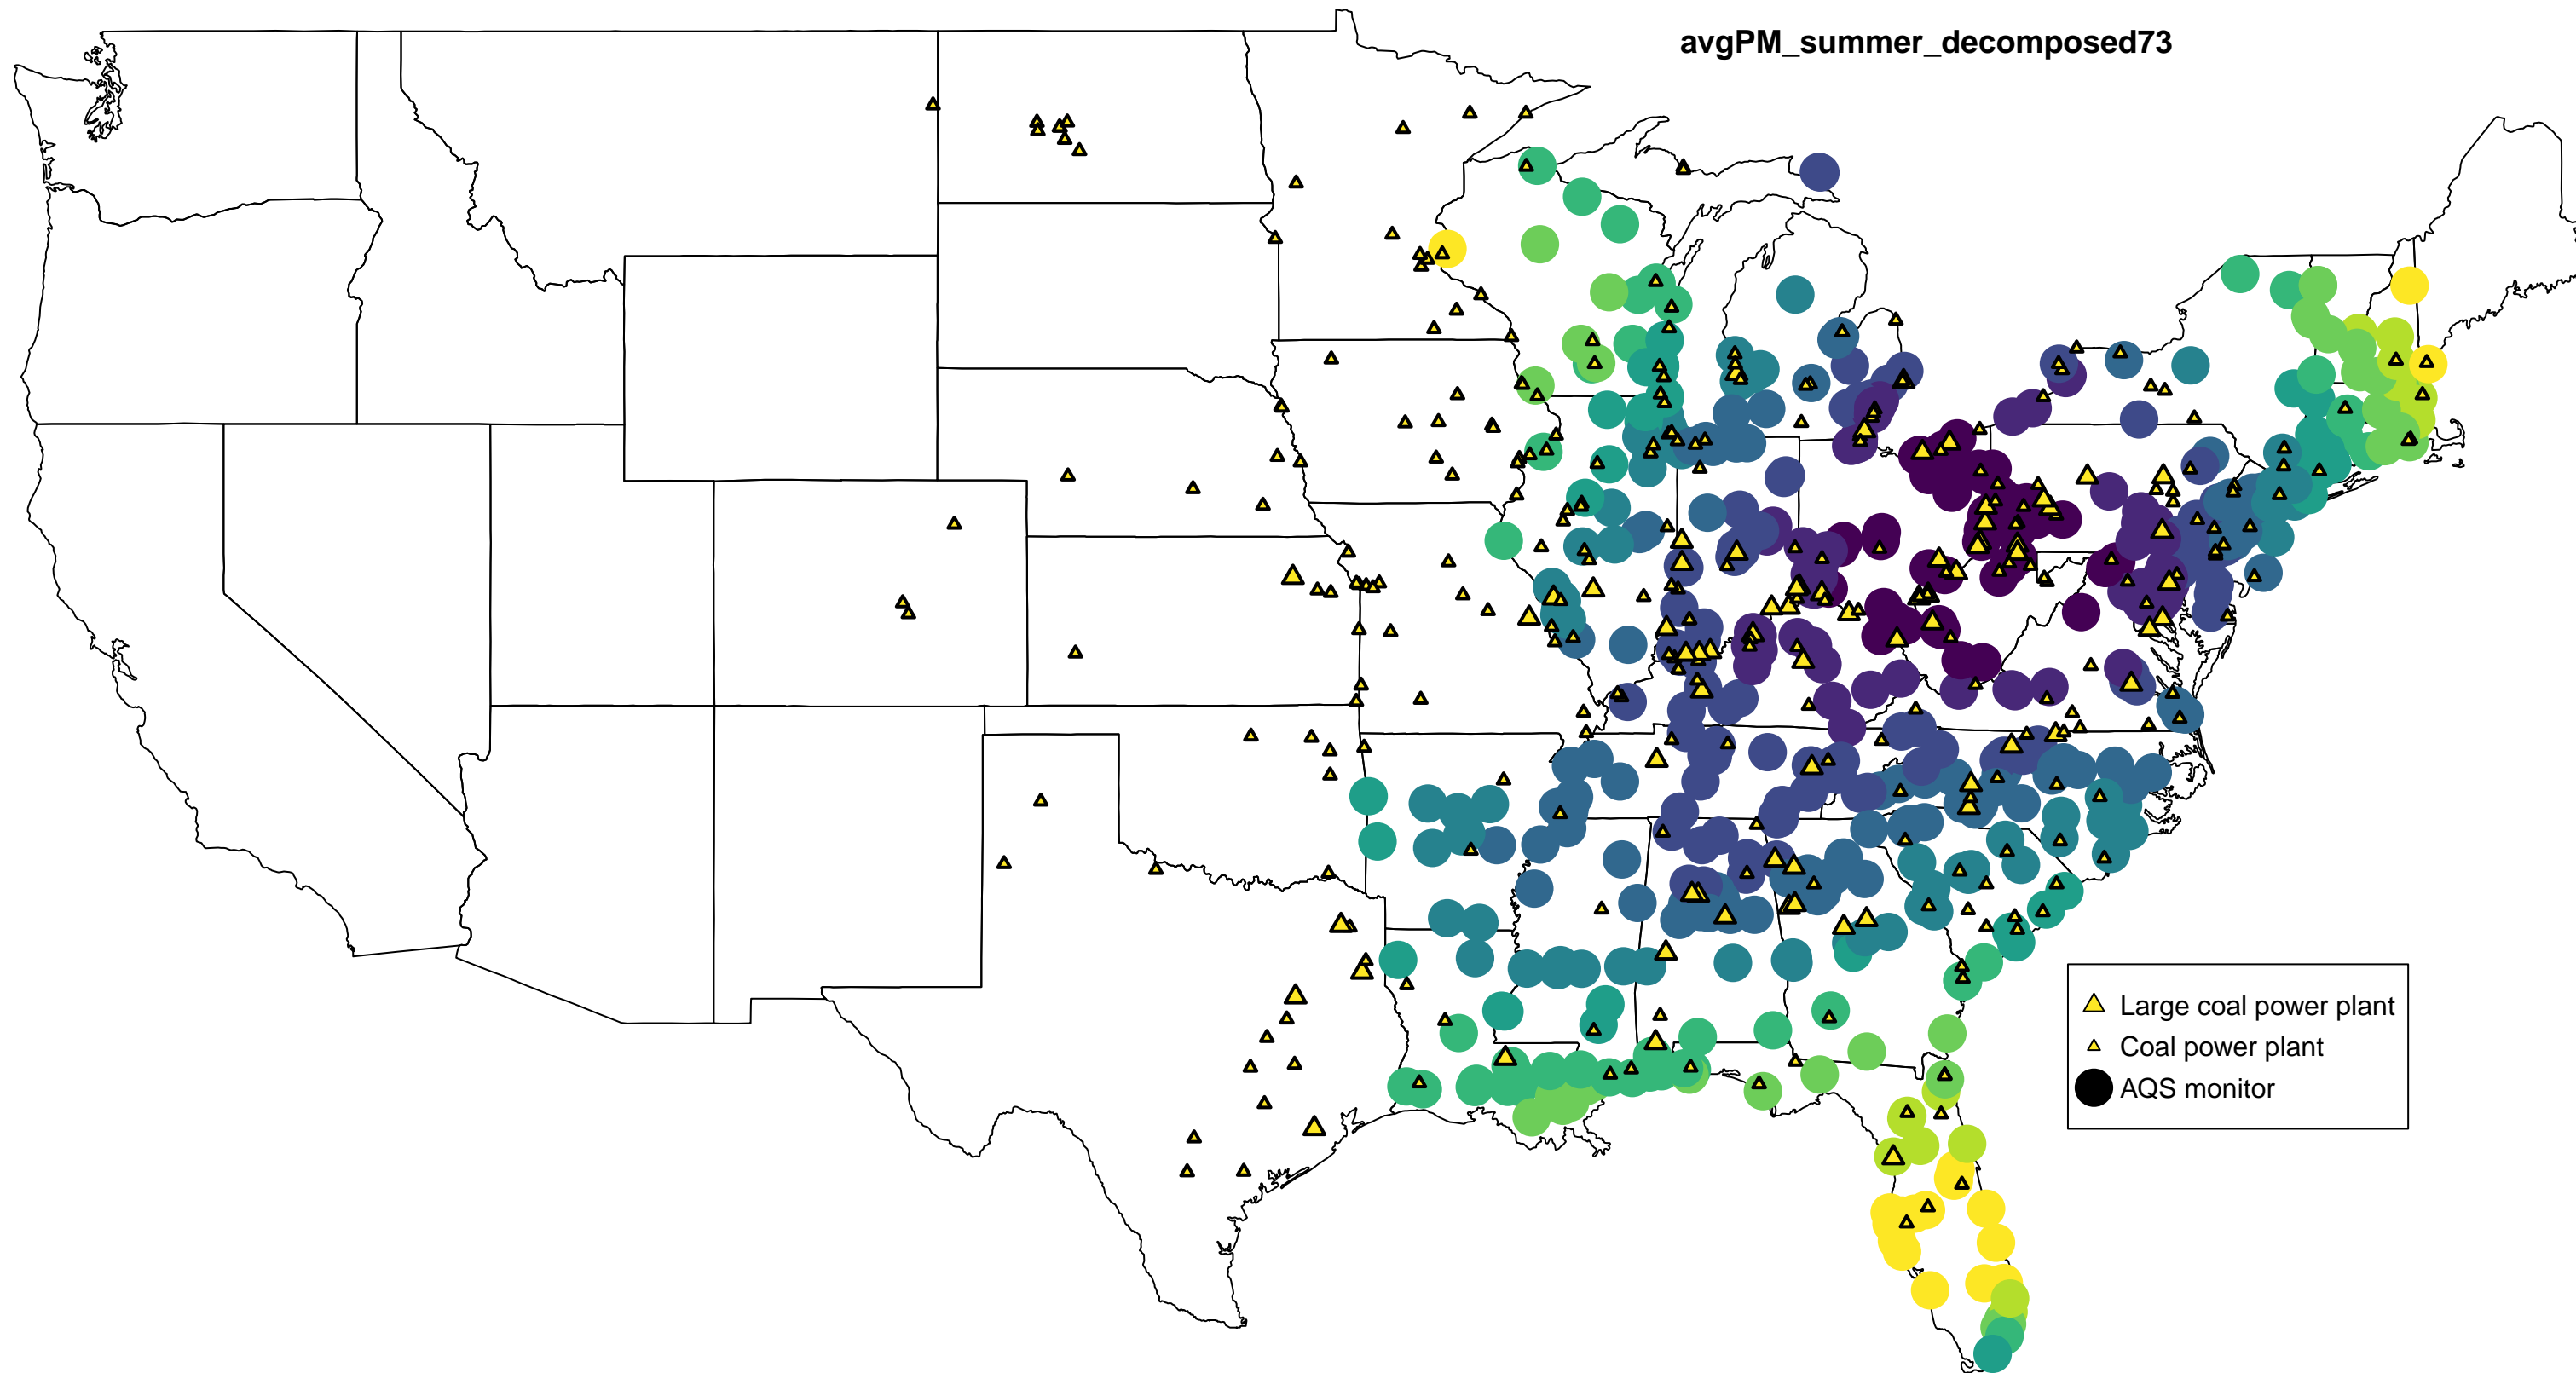 avgPM_summer_decomposed73
Large coal power plant
Coal power plant
AQS monitor